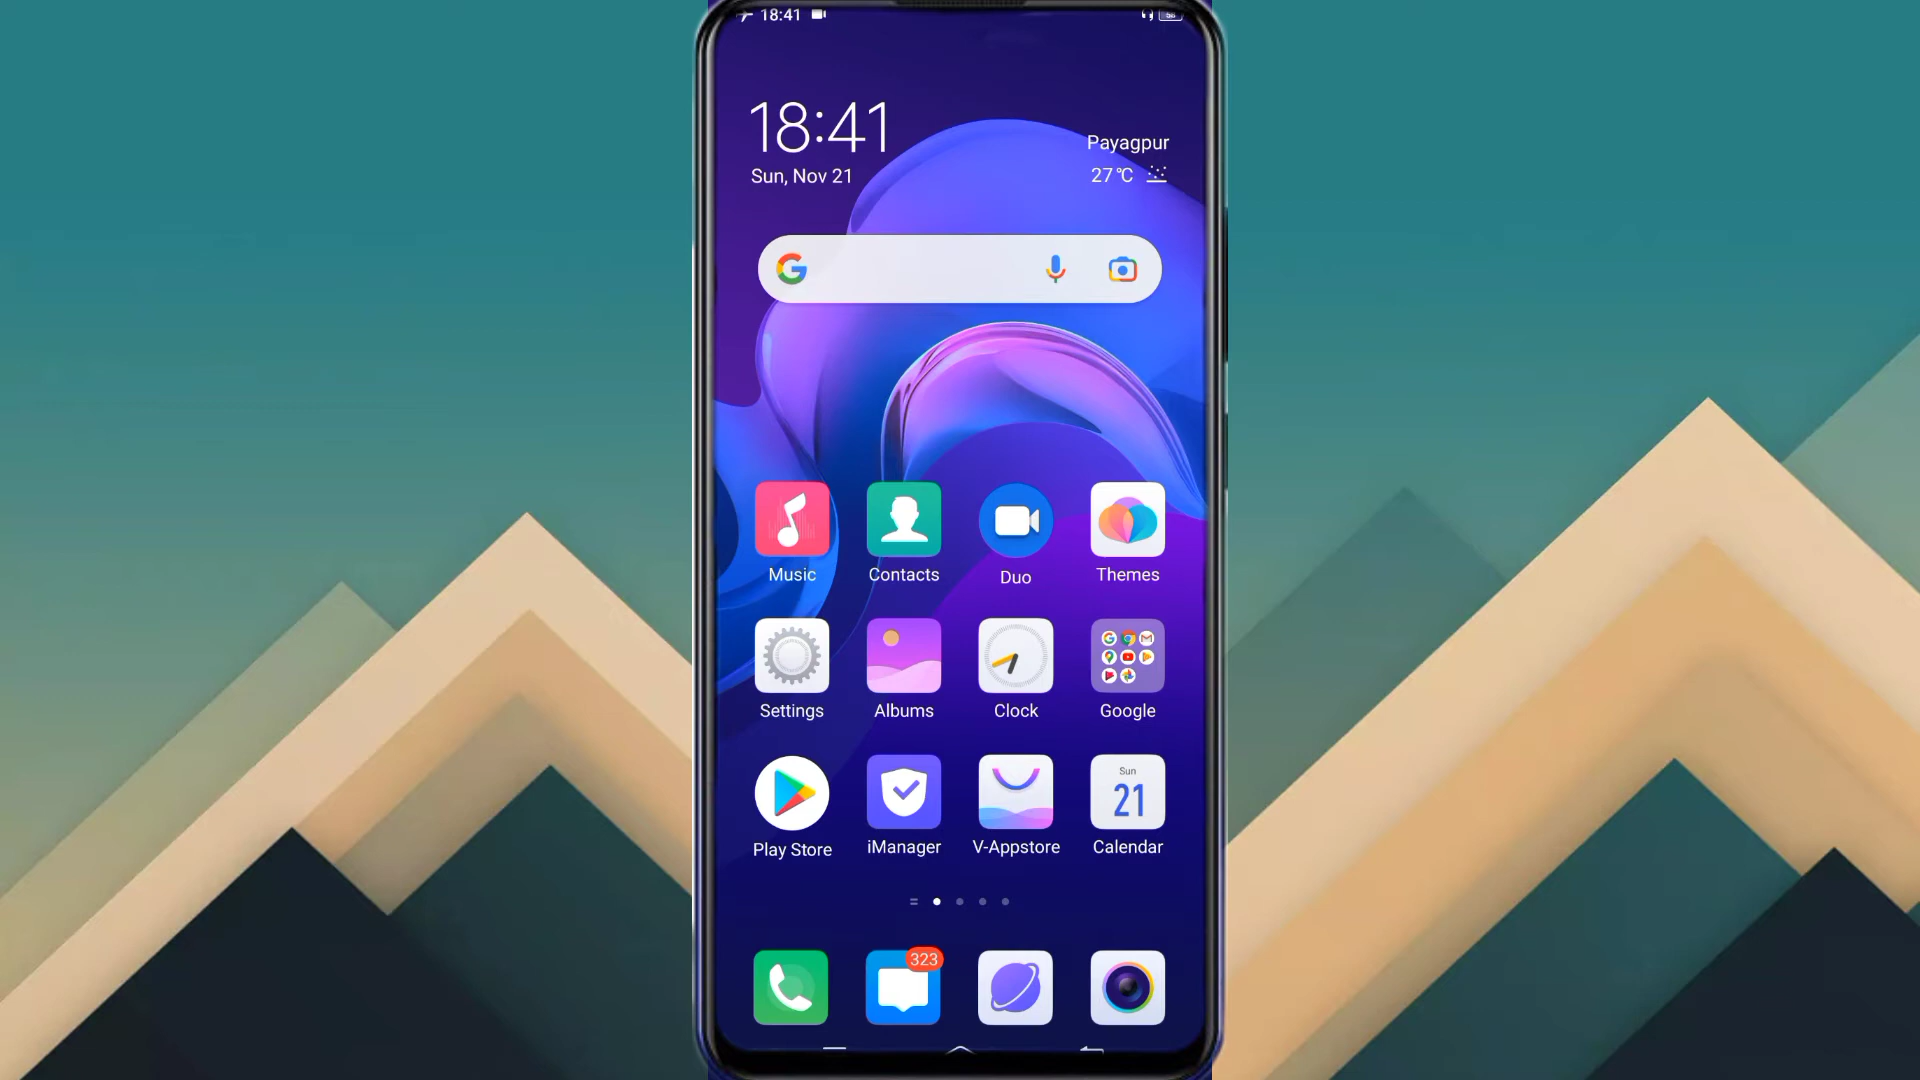 18:41
58
18:41
Sun, Nov 21
Payagpur
27°C
Music
Contacts
Duo
Themes
Settings
Albums
Clock
Google
Play Store
iManager
V-Appstore
Sun
21
Calendar
323